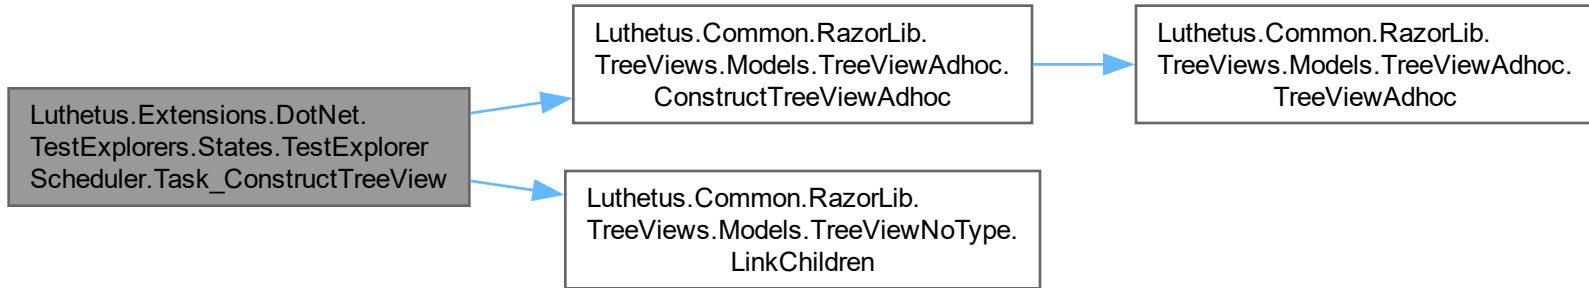 Luthetus.Extensions.DotNet.
TestExplorers.States.TestExplorer
Scheduler.Task_ConstructTreeView
Luthetus.Common.RazorLib.
TreeViews.Models.TreeViewAdhoc.
ConstructTreeViewAdhoc
Luthetus.Common.RazorLib.
TreeViews.Models.TreeViewAdhoc.
TreeViewAdhoc
Luthetus.Common.RazorLib.
TreeViews.Models.TreeViewNoType.
LinkChildren